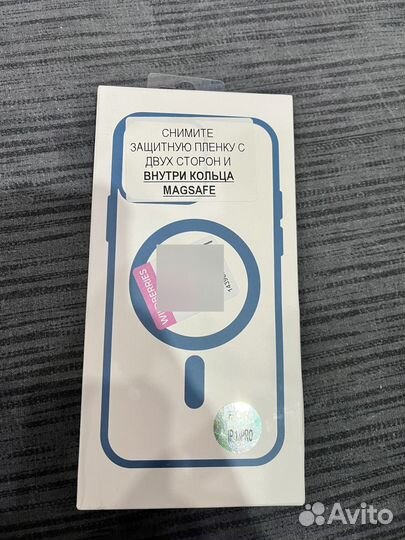 СНИМИТЕ
ЗАЩИТНУЮ ПЛЕНКУ С
ДВУХ СТОРОН И
ВНУТРИ КОЛЬЦА
MAGSAFE
WILDBERRIES
Avito